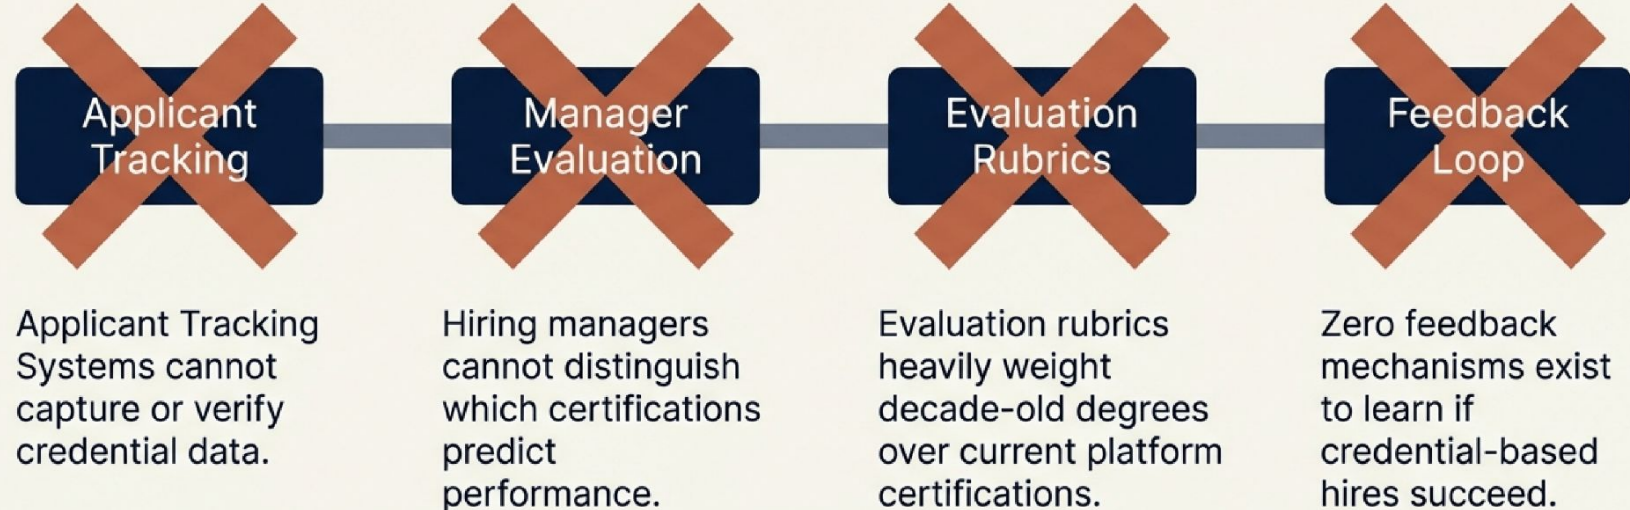 Applicant
Tracking
Manager
Evaluation
Evaluation
Rubrics
Feedback
Loop
Applicant Tracking
Systems cannot
capture or verify
credential data.
Hiring managers
cannot distinguish
which certifications
predict
performance.
Evaluation rubrics
heavily weight
decade-old degrees
over current platform
certifications.
Zero feedback
mechanisms exist
to learn if
credential-based
hires succeed.